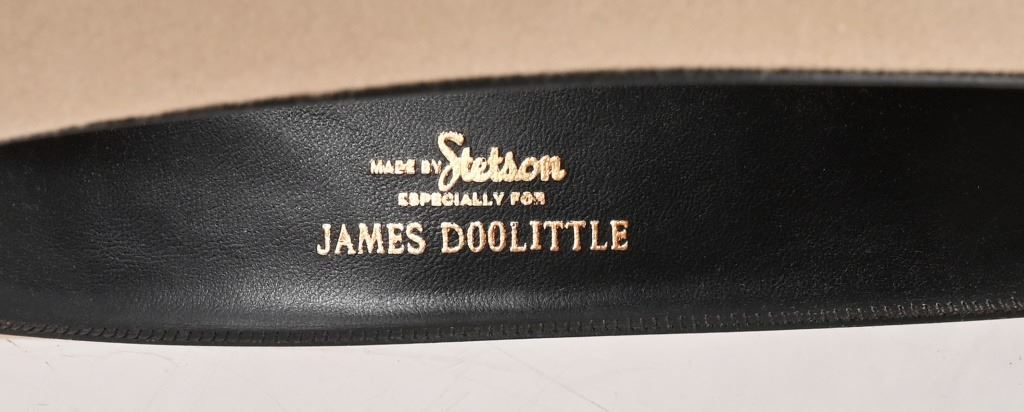 MADE BY Stetson
ESPECIALLY FOR
JAMES DOOLITTLE